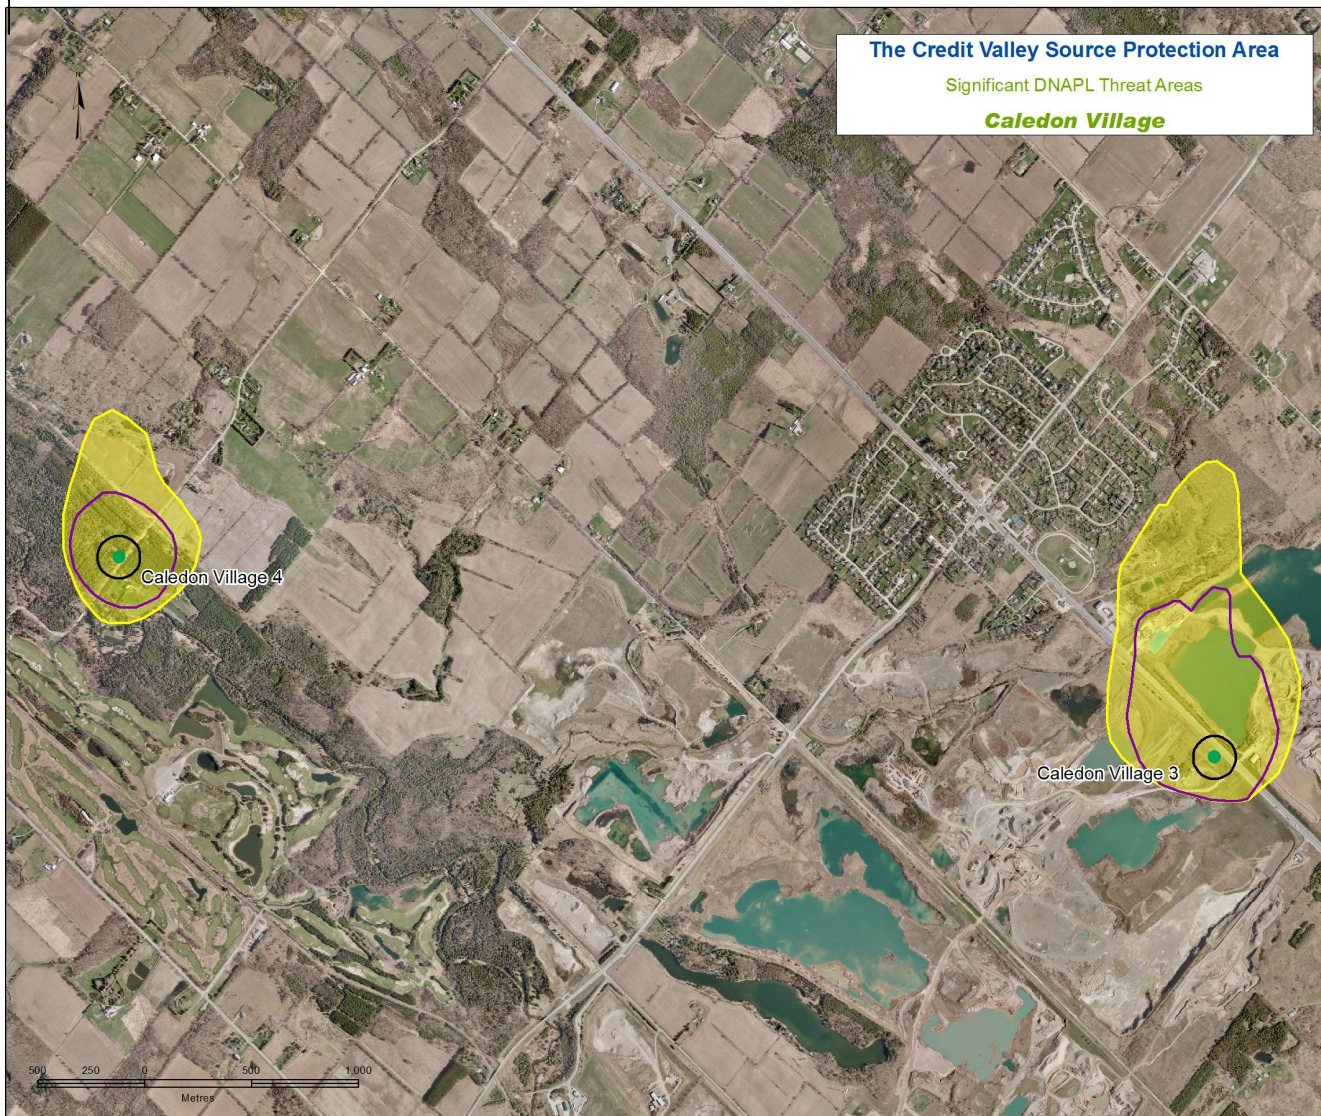 The Credit Valley Source Protection Area
Significant DNAPL Threat Areas
Caledon Village
Caledon Village 4
Caledon Village 3
500 250 0 500 1,000
Metres